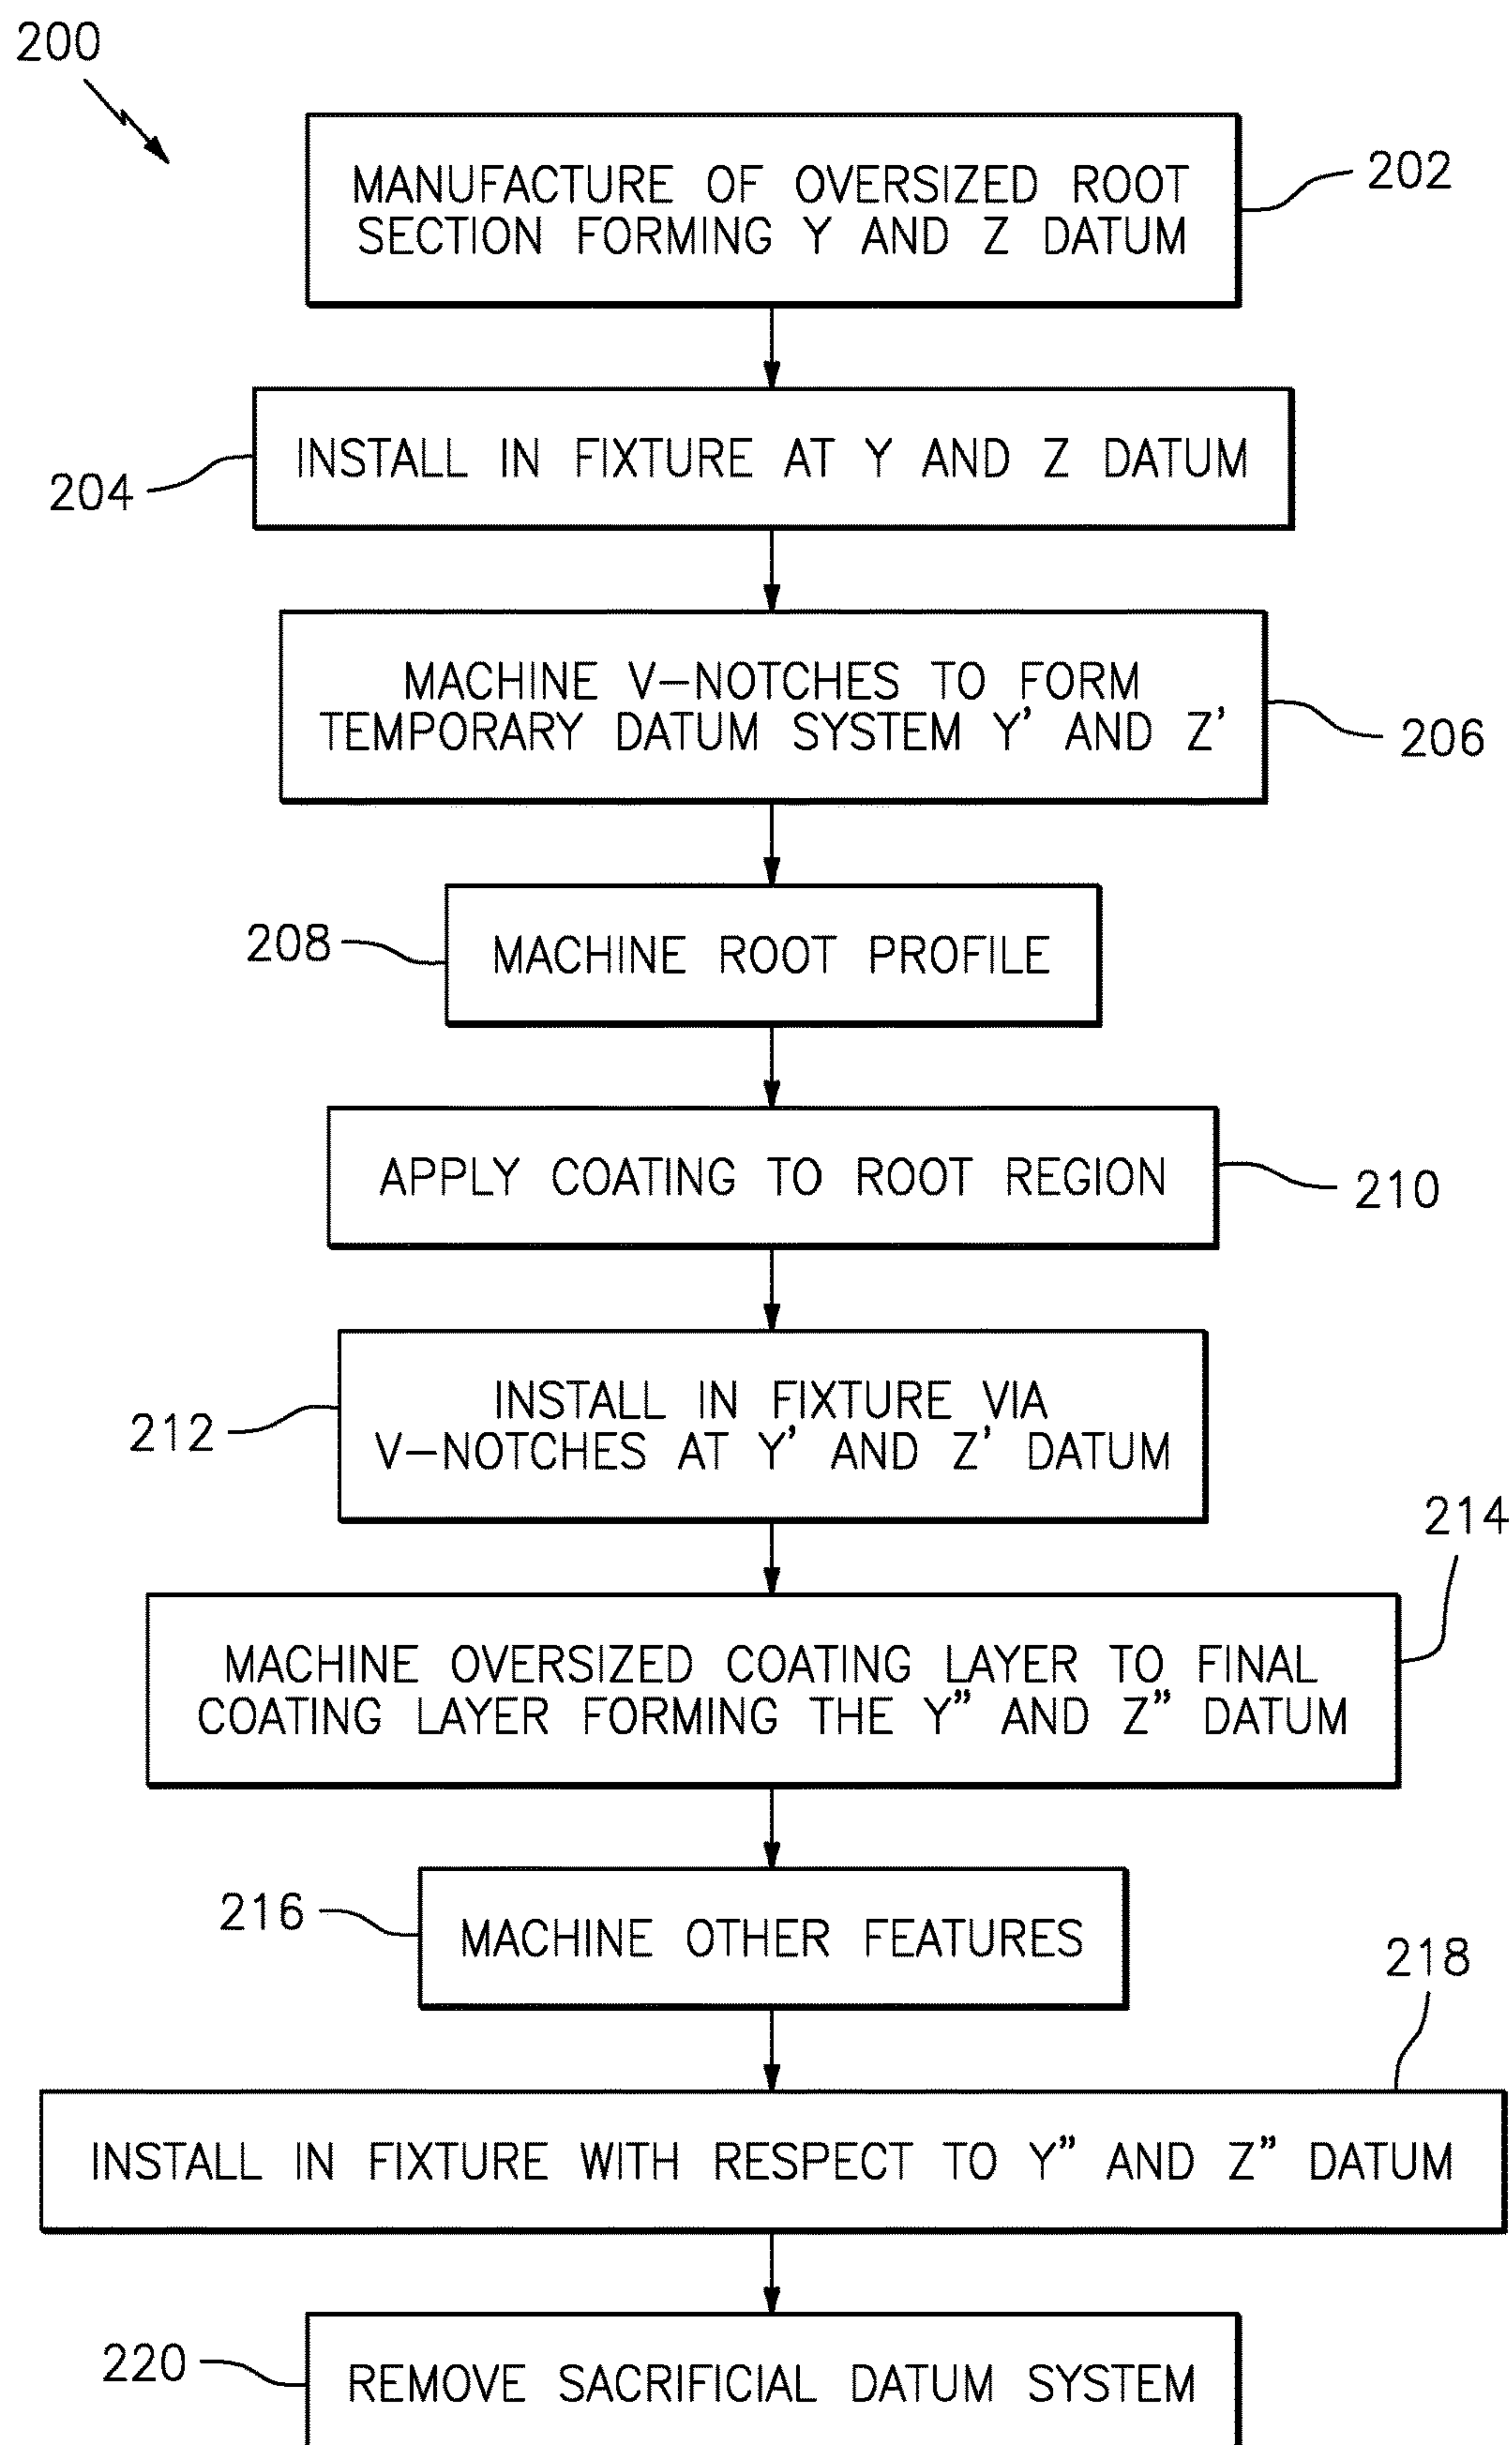 200
MANUFACTURE OF OVERSIZED ROOT
SECTION FORMING Y AND Z DATUM
202
INSTALL IN FIXTURE AT Y AND Z DATUM
204
MACHINE V-NOTCHES TO FORM
TEMPORARY DATUM SYSTEM Y' AND Z'
206
208
MACHINE ROOT PROFILE
APPLY COATING TO ROOT REGION
210
INSTALL IN FIXTURE VIA
V-NOTCHES AT Y' AND Z' DATUM
212
214
MACHINE OVERSIZED COATING LAYER TO FINAL
COATING LAYER FORMING THE Y” AND Z” DATUM
216
MACHINE OTHER FEATURES
218
INSTALL IN FIXTURE WITH RESPECT TO Y” AND Z” DATUM
220
REMOVE SACRIFICIAL DATUM SYSTEM